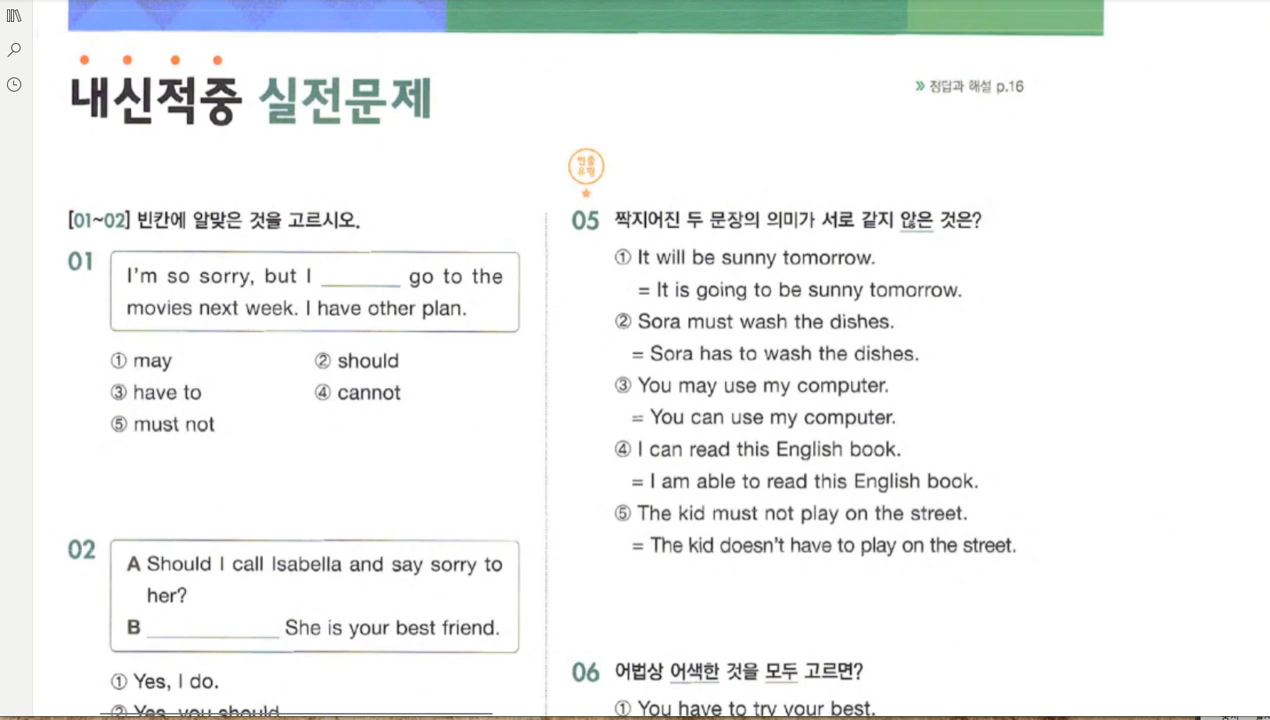 내신적중 실전문제
» 정답과 해설 p.16
[01~02] 빈칸에 알맞은 것을 고르시오.
01
I'm so sorry, but I ________ go to the
movies next week. I have other plan.
① may ② should
③ have to ④ cannot
⑤ must not
02
A Should I call Isabella and say sorry to
her?
B ____________ She is your best friend.
① Yes, I do.
② Yes, you should
빈출
유형
05 짝지어진 두 문장의 의미가 서로 같지 않은 것은?
① It will be sunny tomorrow.
= It is going to be sunny tomorrow.
② Sora must wash the dishes.
= Sora has to wash the dishes.
③ You may use my computer.
= You can use my computer.
④ I can read this English book.
= I am able to read this English book.
⑤ The kid must not play on the street.
= The kid doesn't have to play on the street.
06 어법상 어색한 것을 모두 고르면?
① You have to try your best.